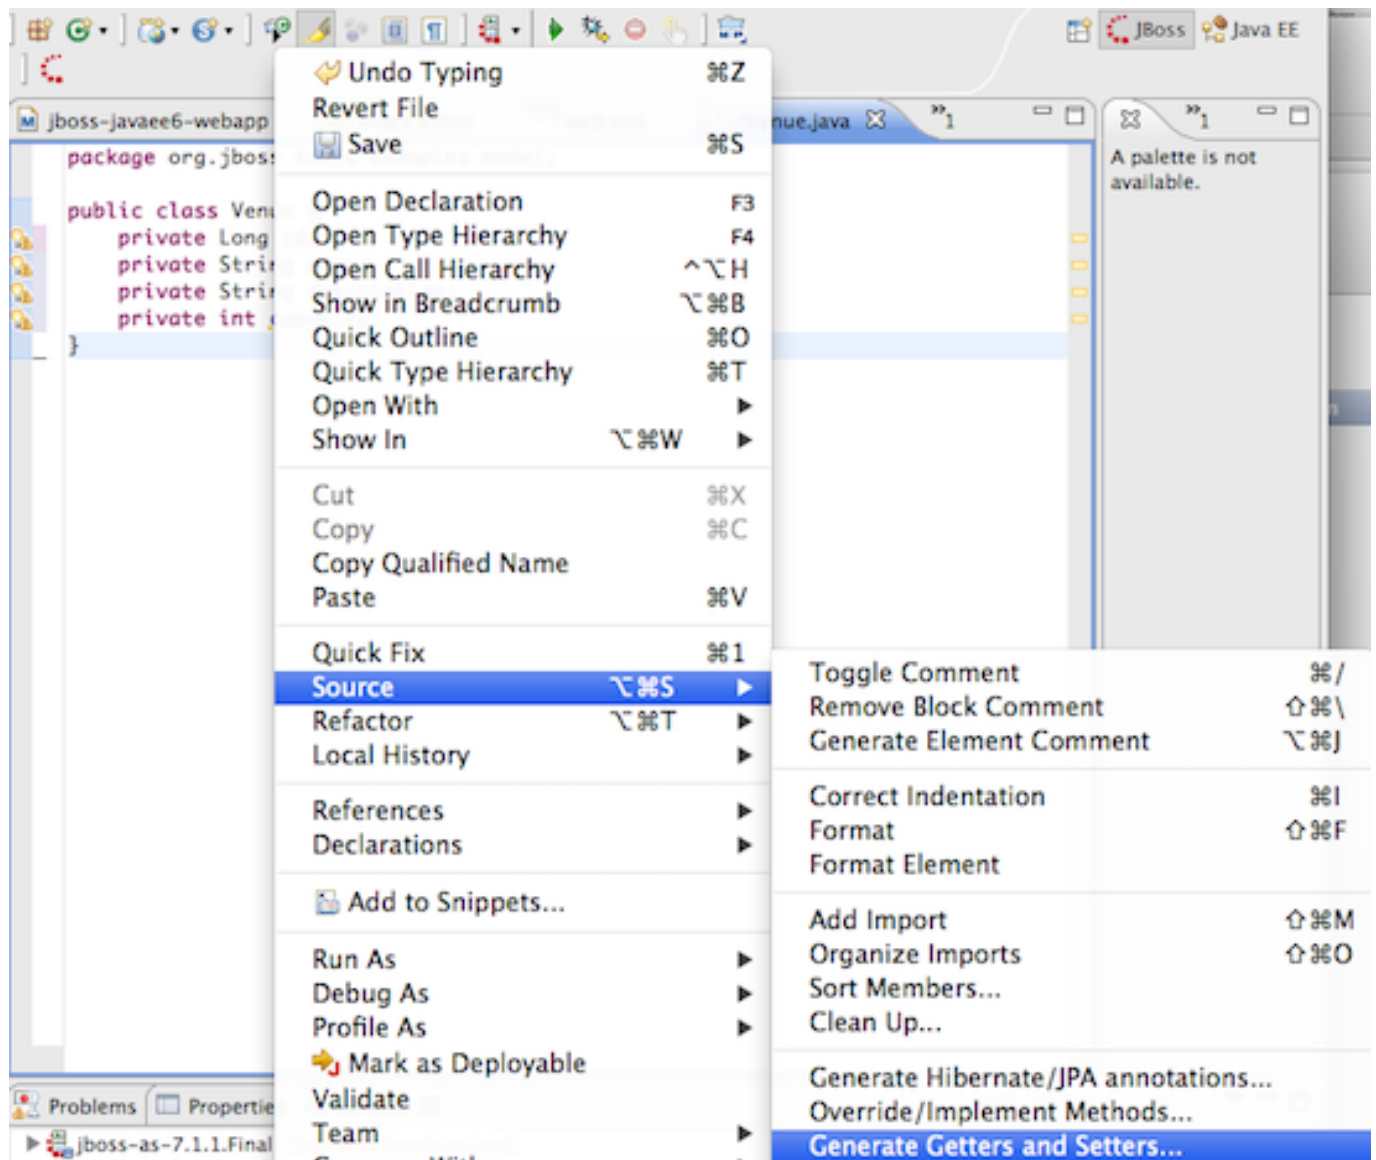 JBoss
Java EE
jboss-javaee6-webapp
nue.java
»1
»1
A palette is not
available.
package org.jboss
public class Venu
private Long
private Strin
private Strin
private int
}
Undo Typing ⌘Z
Revert File
Save ⌘S
Open Declaration F3
Open Type Hierarchy F4
Open Call Hierarchy ^⌥H
Show in Breadcrumb ⌥⌘B
Quick Outline ⌘O
Quick Type Hierarchy ⌘T
Open With ▶
Show In ⌥⌘W ▶
Cut ⌘X
Copy ⌘C
Copy Qualified Name
Paste ⌘V
Quick Fix ⌘1
Source ⌥⌘S ▶
Refactor ⌥⌘T ▶
Local History ▶
References ▶
Declarations ▶
Add to Snippets...
Run As ▶
Debug As ▶
Profile As ▶
Mark as Deployable
Validate
Team ▶
Toggle Comment ⌘/
Remove Block Comment ⇧⌘\
Generate Element Comment ⌥⌘J
Correct Indentation ⌘I
Format ⇧⌘F
Format Element
Add Import ⇧⌘M
Organize Imports ⇧⌘O
Sort Members...
Clean Up...
Generate Hibernate/JPA annotations...
Override/Implement Methods...
Generate Getters and Setters...
Problems
Propertie
jboss-as-7.1.1.Final